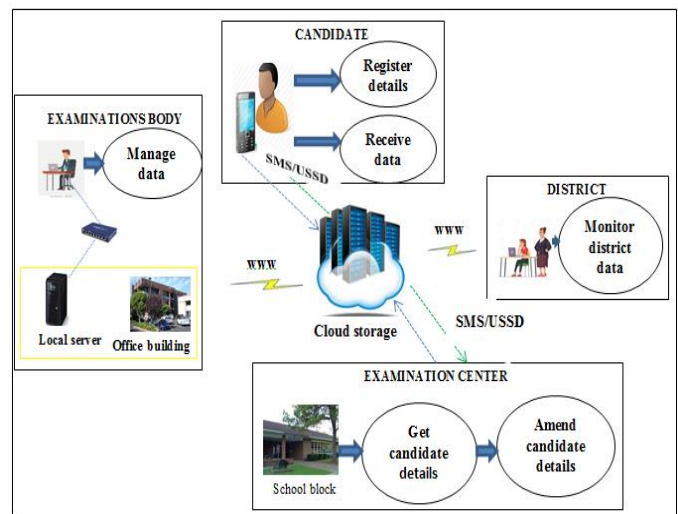 CANDIDATE
Register
details
Receive
data
SMS/USSD
EXAMINATIONS BODY
Manage
data
Local server
Office building
DISTRICT
Monitor
district
data
www
www
Cloud storage
SMS/USSD
EXAMINATION CENTER
School block
Get
candidate
details
Amend
candidate
details